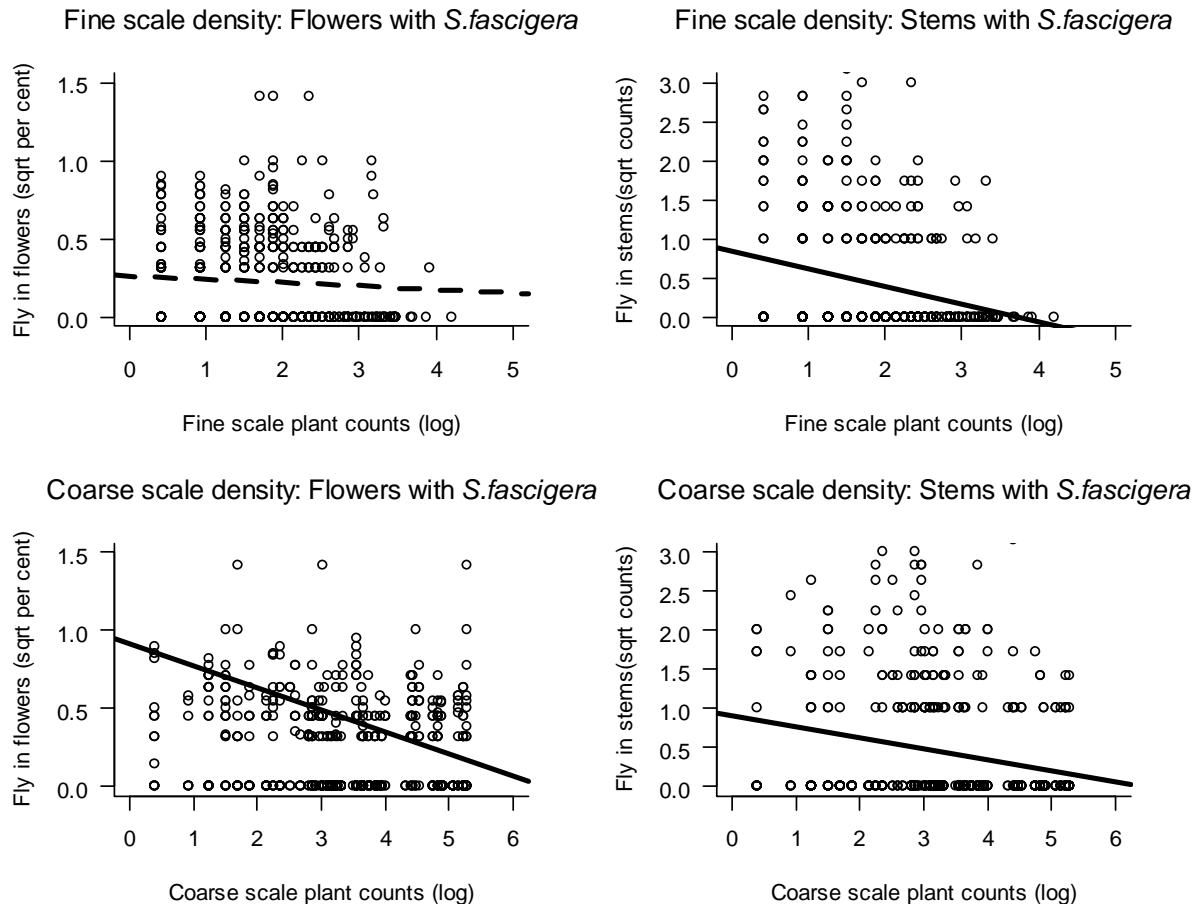 Fine scale density: Flowers with S.fascigera
Fly in flowers (sqrt per cent)
1.5
1.0
0.5
0.0
0 1 2 3 4 5
Fine scale plant counts (log)
Fine scale density: Stems with S.fascigera
Fly in stems(sqrt counts)
3.0
2.5
2.0
1.5
1.0
0.5
0.0
0 1 2 3 4 5
Fine scale plant counts (log)
Coarse scale density: Flowers with S.fascigera
Fly in flowers (sqrt per cent)
1.5
1.0
0.5
0.0
0 1 2 3 4 5 6
Coarse scale plant counts (log)
Coarse scale density: Stems with S.fascigera
Fly in stems(sqrt counts)
3.0
2.5
2.0
1.5
1.0
0.5
0.0
0 1 2 3 4 5 6
Coarse scale plant counts (log)